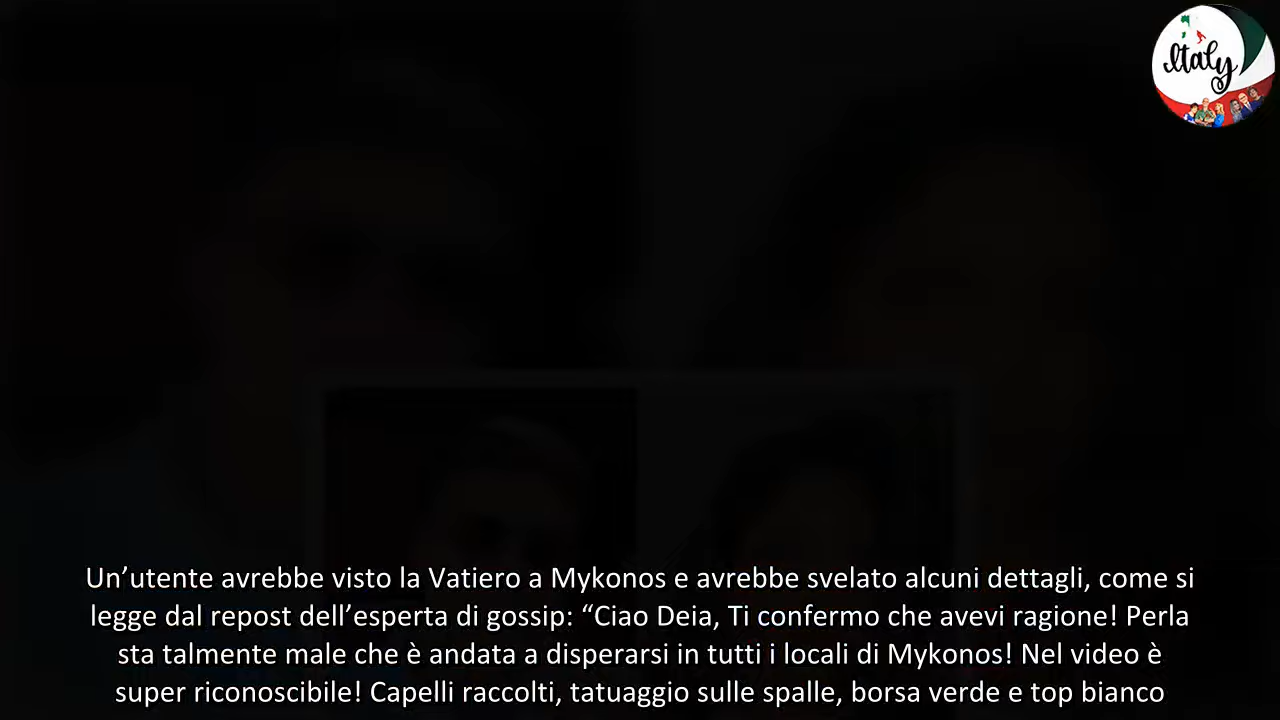 Italy
Un’utente avrebbe visto la Vatiero a Mykonos e avrebbe svelato alcuni dettagli, come si
legge dal repost dell’esperta di gossip: “Ciao Deia, Ti confermo che avevi ragione! Perla
sta talmente male che è andata a disperarsi in tutti i locali di Mykonos! Nel video è
super riconoscibile! Capelli raccolti, tatuaggio sulle spalle, borsa verde e top bianco